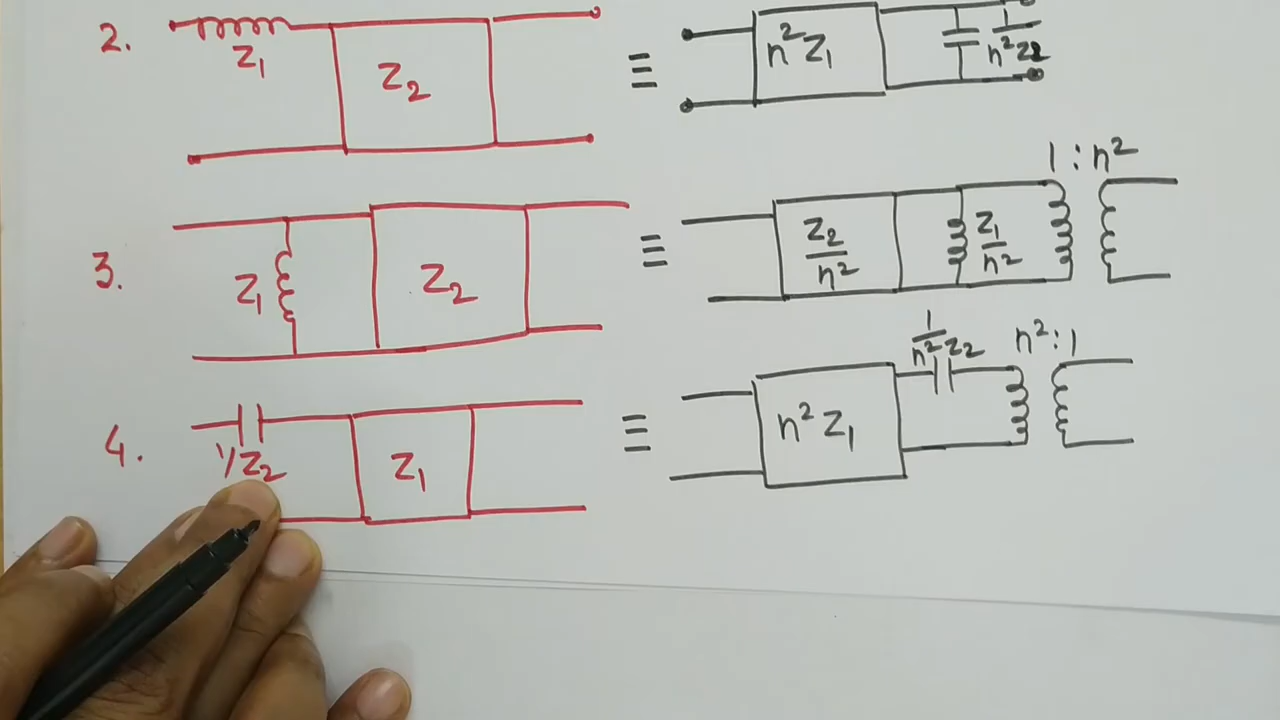 2.
Z₁
Z₂
≡
n²Z₁
1/n²Z2
3.
Z₁
Z₂
≡
Z₂/n²
Z₁/n²
1 : n²
4.
1/Z₂
Z₁
≡
n²Z₁
1/n²Z₂
n² : 1